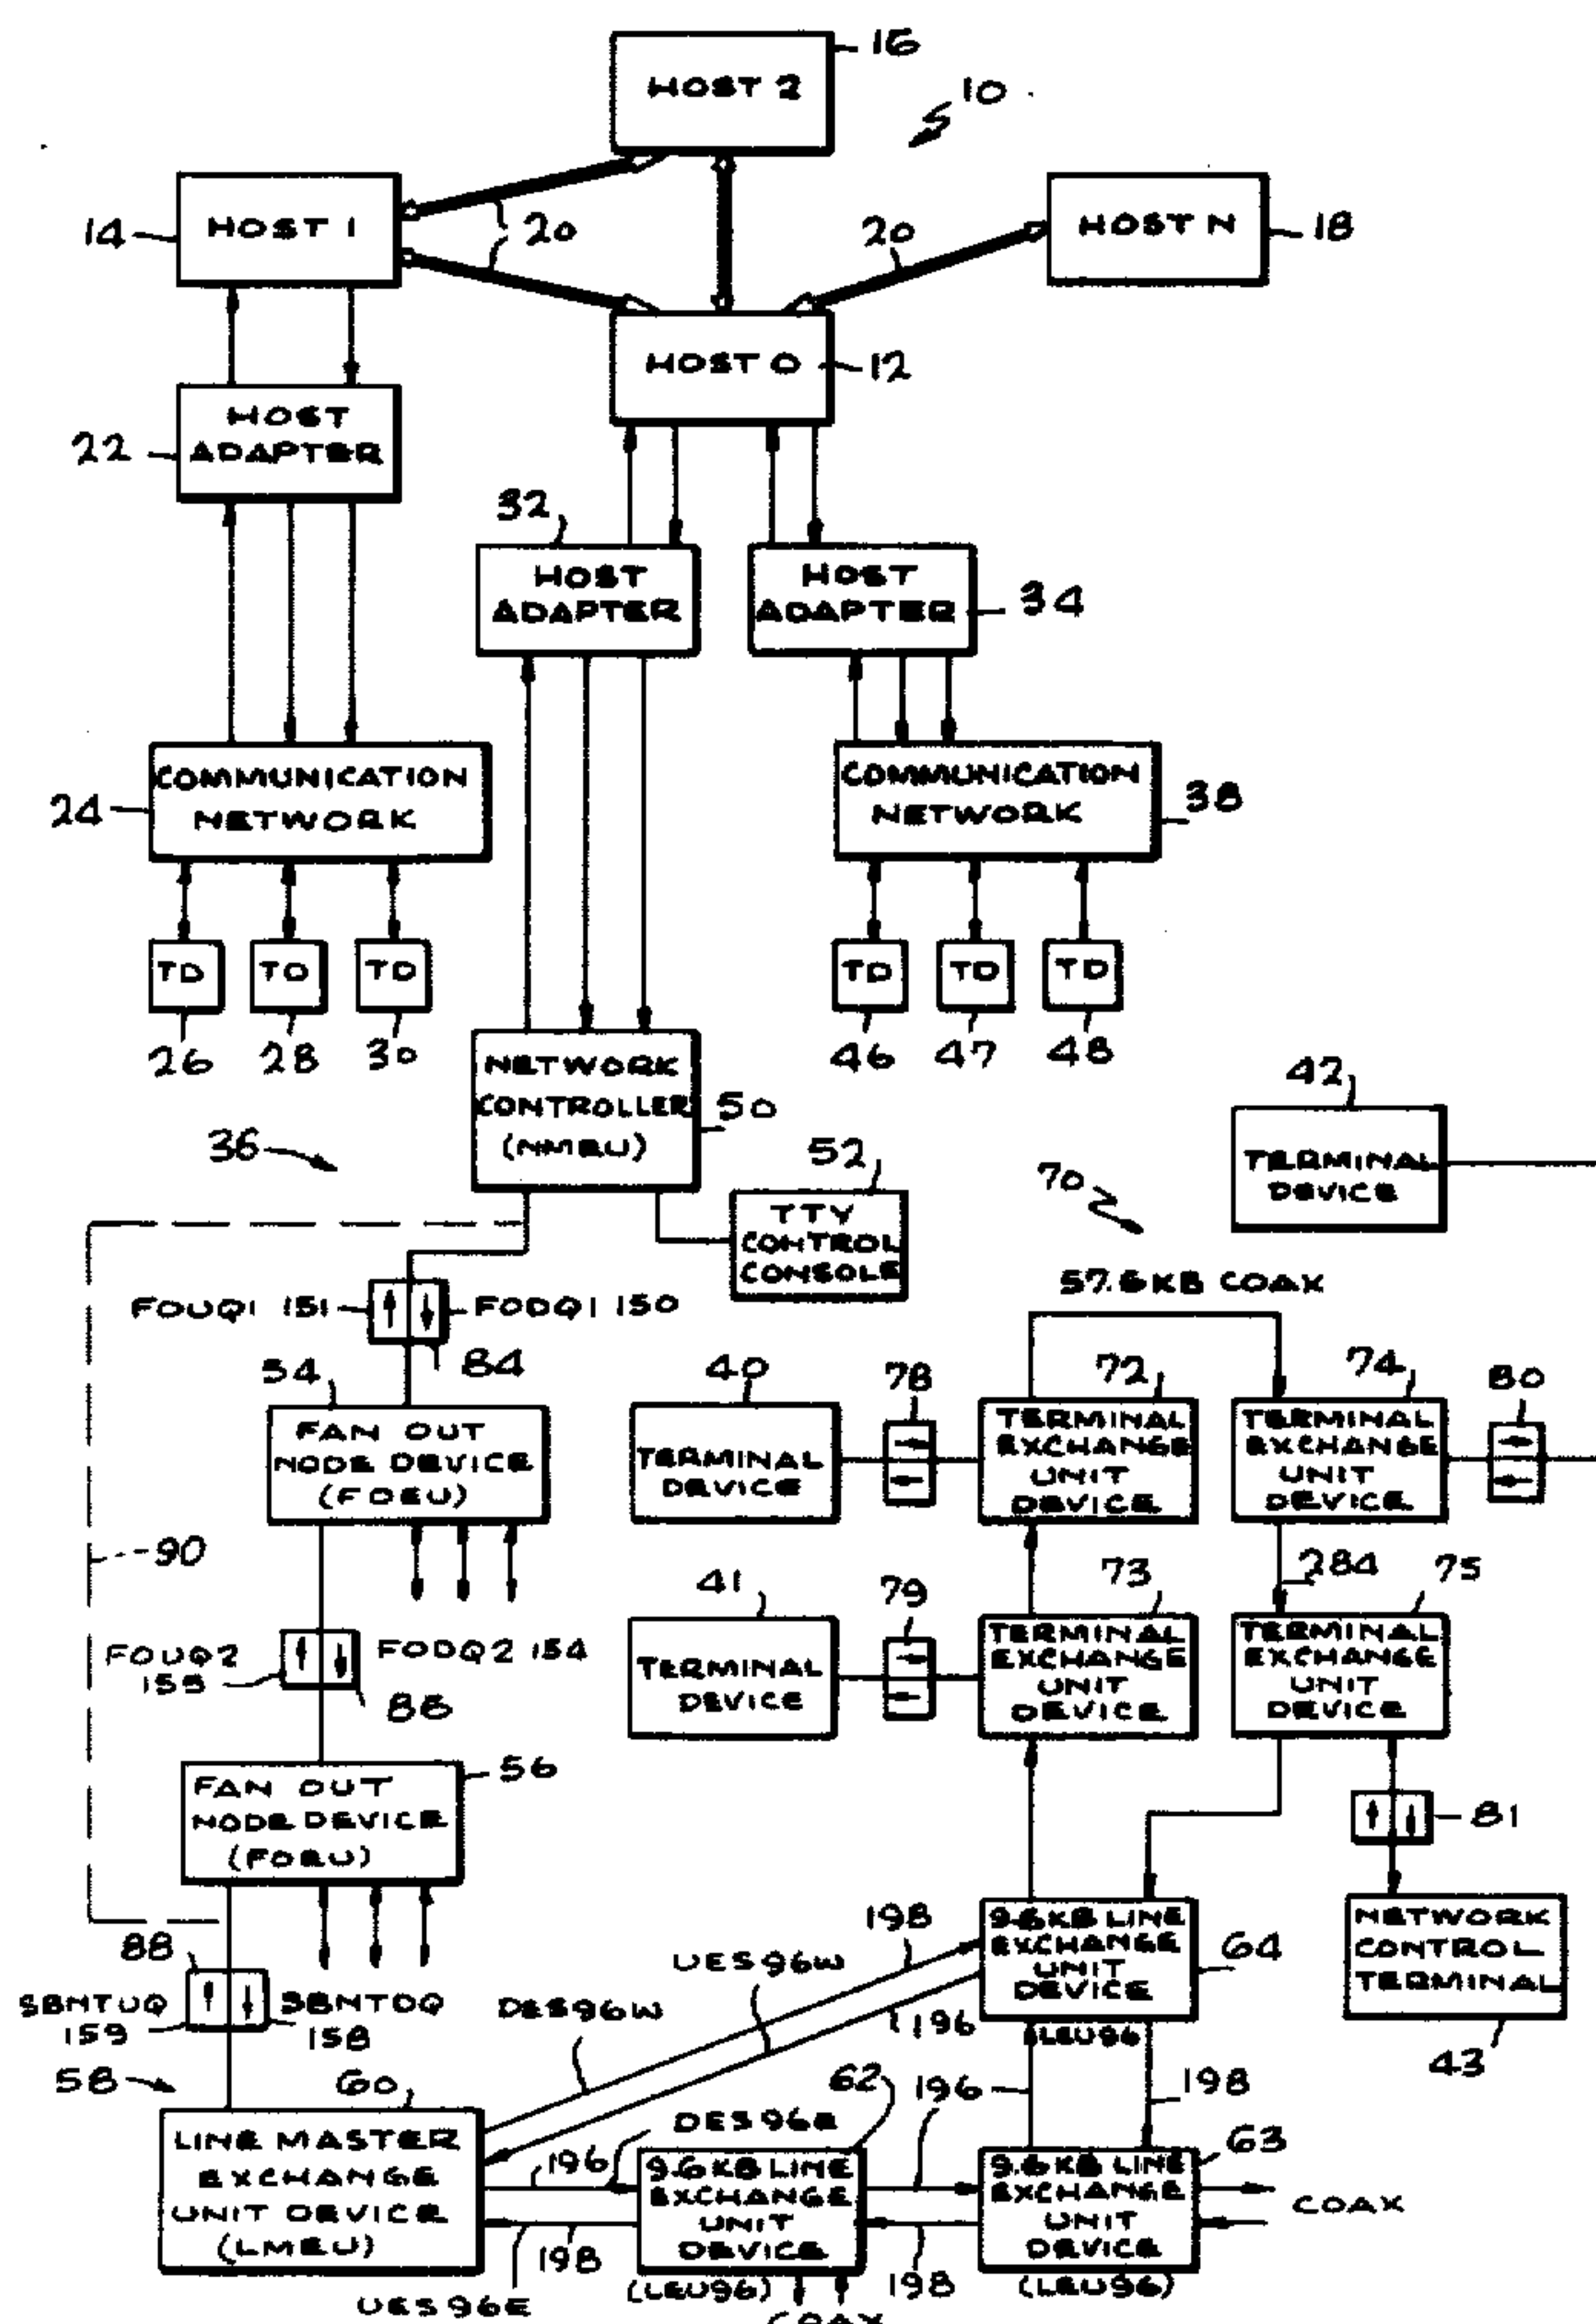 HOST 2
16
10
HOST 1
14
20
20
HOST N
18
HOST 0
12
HOST
ADAPTER
22
32
HOST
ADAPTER
HOST
ADAPTER
34
COMMUNICATION
NETWORK
24
COMMUNICATION
NETWORK
38
TD
TD
TD
TD
TD
TD
26
28
30
46
47
48
NETWORK
CONTROLLER
(NMEU)
50
36
52
TTY
CONTROL
CONSOLE
70
42
TERMINAL
DEVICE
57.6 KB COAX
FOUQ1 151
FODQ1 150
84
54
FAN OUT
NODE DEVICE
(FOEU)
40
TERMINAL
DEVICE
78
72
TERMINAL
EXCHANGE
UNIT
DEVICE
74
TERMINAL
EXCHANGE
UNIT
DEVICE
80
90
284
41
TERMINAL
DEVICE
79
73
TERMINAL
EXCHANGE
UNIT
DEVICE
75
TERMINAL
EXCHANGE
UNIT
DEVICE
FOUQ2
155
FODQ2 154
FAN OUT
NODE DEVICE
(FOEU)
56
81
NETWORK
CONTROL
TERMINAL
43
88
SBNTUQ
159
SBNTDQ
158
58
60
LINE MASTER
EXCHANGE
UNIT DEVICE
(LMEU)
DES96W
UES96W
198
196
9.6KB LINE
EXCHANGE
UNIT
DEVICE
(LEU96)
64
196
198
DES96E
196
198
UES96E
62
9.6KB LINE
EXCHANGE
UNIT
DEVICE
(LEU96)
COAX
196
198
63
9.6KB LINE
EXCHANGE
UNIT
DEVICE
(LEU96)
COAX